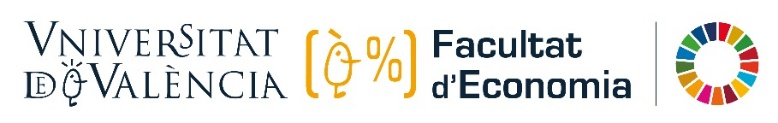 VNIVERSITAT
DE VALÈNCIA
[ò %]
Facultat
d'Economia